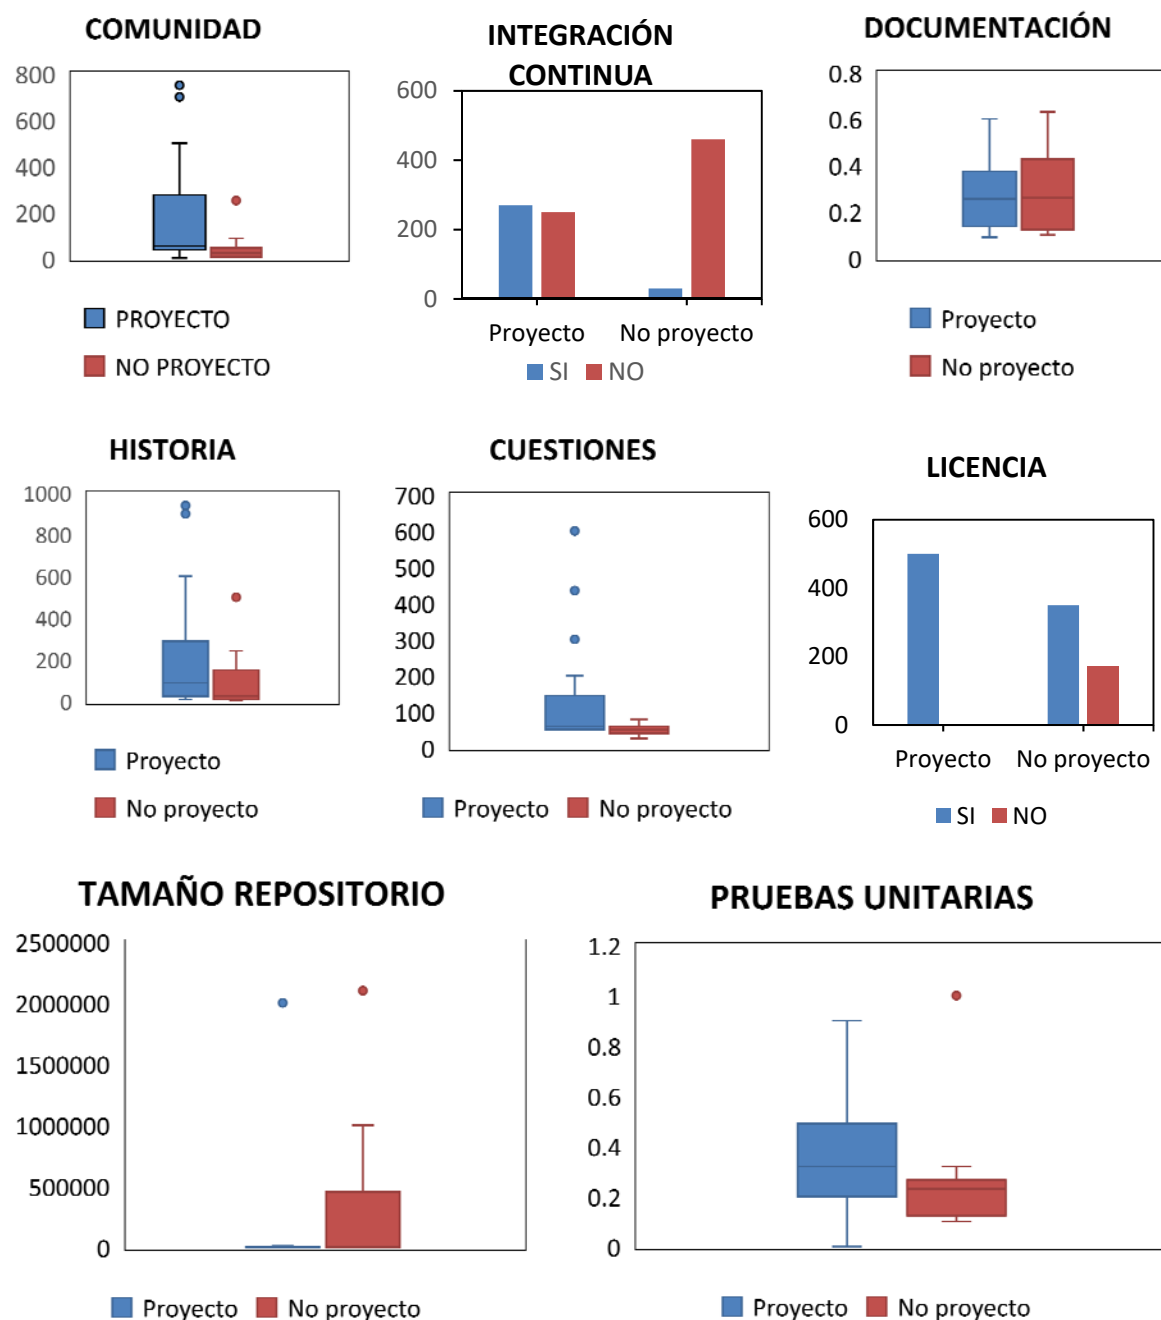 COMUNIDAD
800
600
400
200
0
PROYECTO
NO PROYECTO
INTEGRACIÓN
CONTINUA
600
400
200
0
Proyecto No proyecto
SI NO
DOCUMENTACIÓN
0.8
0.6
0.4
0.2
0
Proyecto
No proyecto
HISTORIA
1000
800
600
400
200
0
Proyecto
No proyecto
CUESTIONES
700
600
500
400
300
200
100
0
Proyecto No proyecto
LICENCIA
600
400
200
0
Proyecto No proyecto
SI NO
TAMAÑO REPOSITORIO
2500000
2000000
1500000
1000000
500000
0
Proyecto No proyecto
PRUEBAS UNITARIAS
1.2
1
0.8
0.6
0.4
0.2
0
Proyecto No proyecto